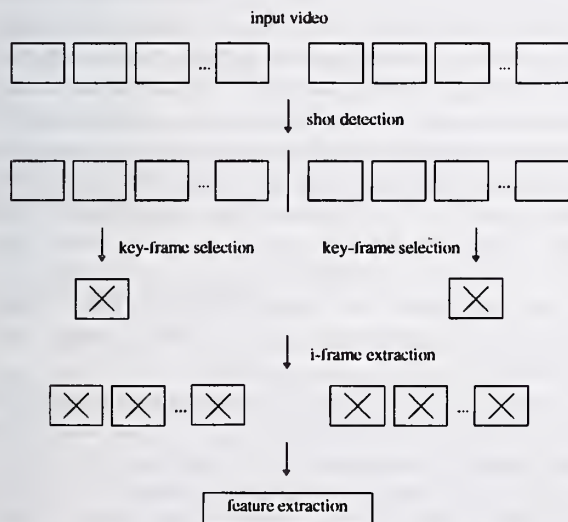 input video
... ...
shot detection
... ...
key-frame selection key-frame selection
i-frame extraction
... ...
feature extraction